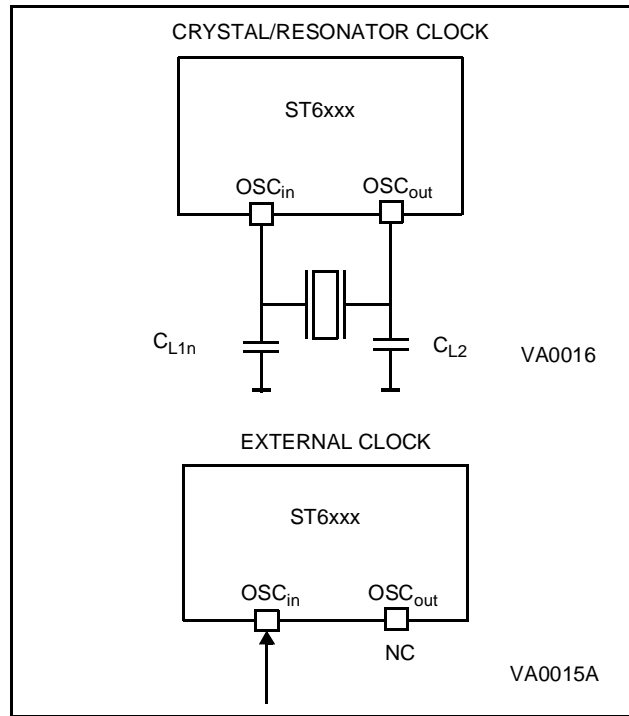 CRYSTAL/RESONATOR CLOCK
ST6xxx
OSCin OSCout
CL1n CL2 VA0016
EXTERNAL CLOCK
ST6xxx
OSCin OSCout
NC
VA0015A